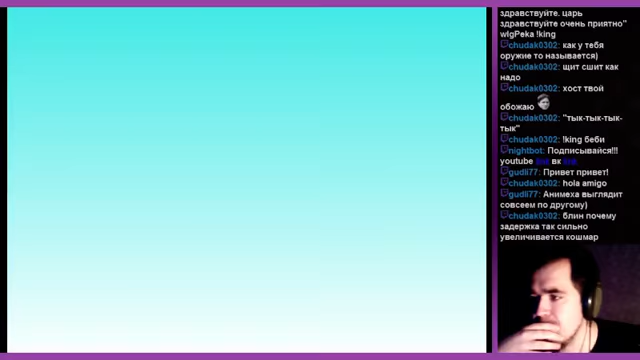 здравствуйте. царь
здравствуйте очень приятно"
wlgPeka !king
chudak0302: как у тебя
оружие то называется)
chudak0302: щит сшит как
надо
chudak0302: хост твой
обожаю
chudak0302: "тык-тык-тык-
тык"
chudak0302: !king беби
nightbot: Подписывайся!!!
youtube вк
gudli77: Привет привет!
chudak0302: hola amigo
gudli77: Анимеха выглядит
совсеем по другому)
chudak0302: блин почему
задержка так сильно
увеличивается кошмар